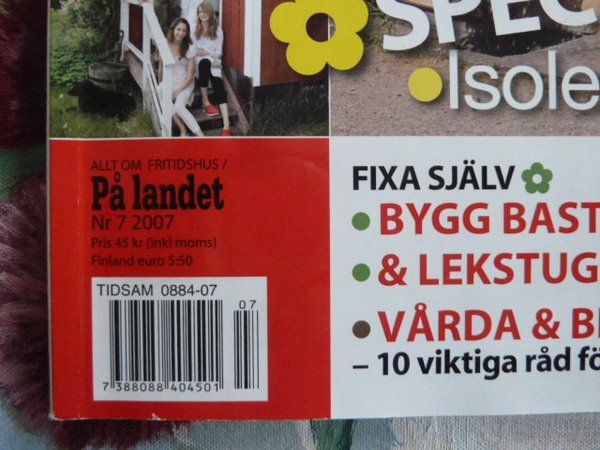 SPEC
Isole
ALLT OM FRITIDSHUS /
På landet
Nr 7 2007
Pris 45 kr (inkl moms)
Finland euro 5:50
TIDSAM 0884-07
07
7 388088 404501
FIXA SJÄLV
• BYGG BAST
• & LEKSTUG
• VÅRDA & B
– 10 viktiga råd fö